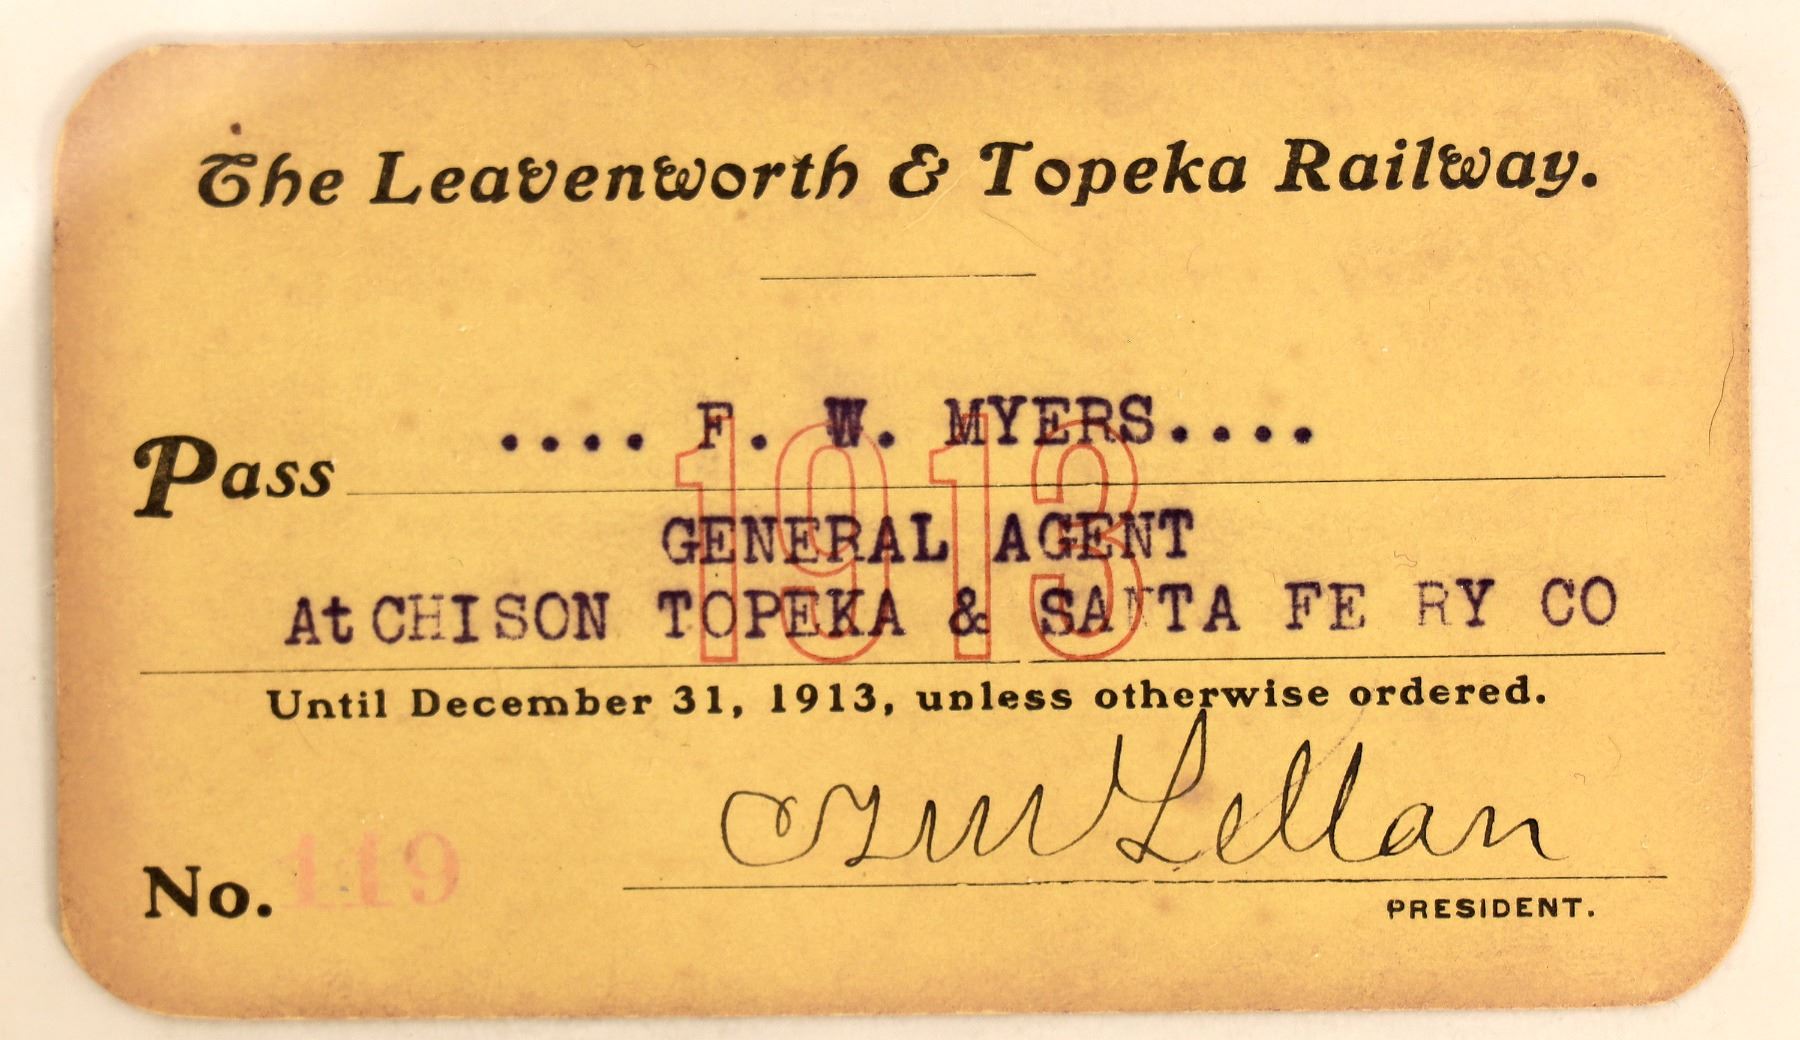 The Leavenworth & Topeka Railway.
.... F. W. MYERS....
Pass
1913
GENERAL AGENT
AtCHISON TOPEKA & SANTA FE RY CO
Until December 31, 1913, unless otherwise ordered.
No. 119
PRESIDENT.